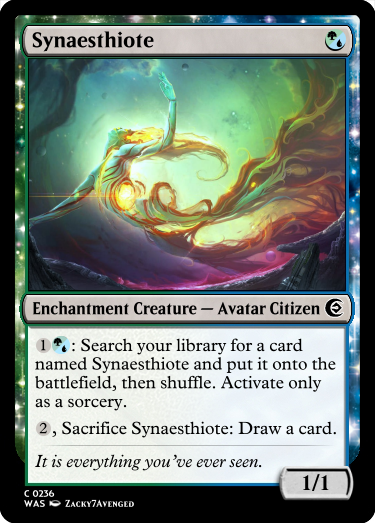 Synaesthiote
Enchantment Creature — Avatar Citizen
1: Search your library for a card
named Synaesthiote and put it onto the
battlefield, then shuffle. Activate only
as a sorcery.
2, Sacrifice Synaesthiote: Draw a card.
It is everything you've ever seen.
1/1
C 0236
WAS Zacky7Avenged